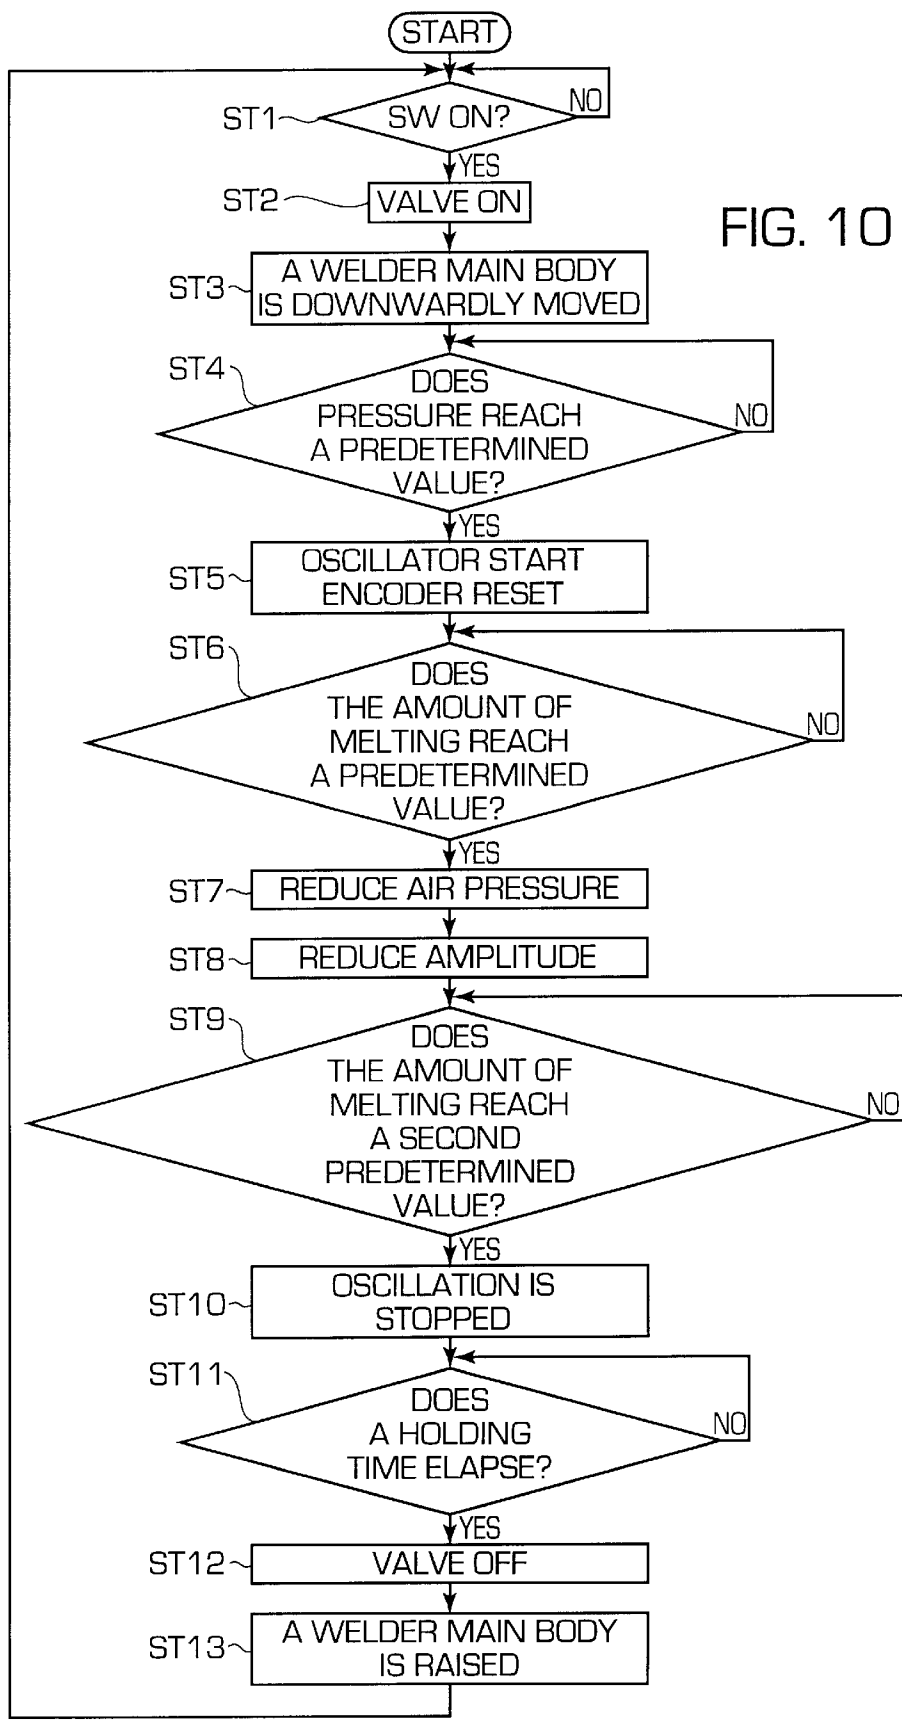 START
SW ON?
NO
ST1
YES
ST2
VALVE ON
FIG. 10
ST3
A WELDER MAIN BODY
IS DOWNWARDLY MOVED
ST4
DOES
PRESSURE REACH
A PREDETERMINED
VALUE?
NO
YES
ST5
OSCILLATOR START
ENCODER RESET
ST6
DOES
THE AMOUNT OF
MELTING REACH
A PREDETERMINED
VALUE?
NO
YES
ST7
REDUCE AIR PRESSURE
ST8
REDUCE AMPLITUDE
ST9
DOES
THE AMOUNT OF
MELTING REACH
A SECOND
PREDETERMINED
VALUE?
NO
YES
ST10
OSCILLATION IS
STOPPED
ST11
DOES
A HOLDING
TIME ELAPSE?
NO
YES
ST12
VALVE OFF
ST13
A WELDER MAIN BODY
IS RAISED